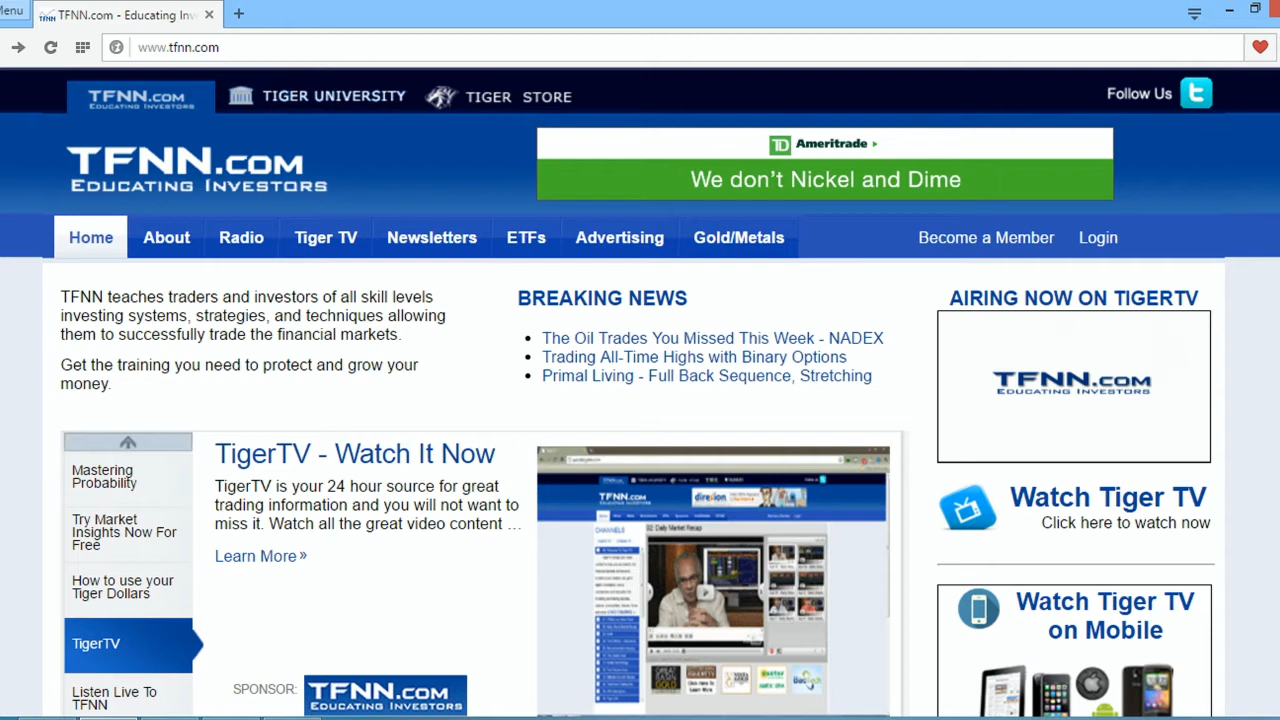 Menu
TFNN.com - Educating Inv
www.tfnn.com
TFNN.COM
EDUCATING INVESTORS
TIGER UNIVERSITY
TIGER STORE
Follow Us
TFNN.COM
EDUCATING INVESTORS
TD Ameritrade
We don't Nickel and Dime
Home
About
Radio
Tiger TV
Newsletters
ETFs
Advertising
Gold/Metals
Become a Member
Login
TFNN teaches traders and investors of all skill levels
investing systems, strategies, and techniques allowing
them to successfully trade the financial markets.
Get the training you need to protect and grow your
money.
BREAKING NEWS
The Oil Trades You Missed This Week - NADEX
Trading All-Time Highs with Binary Options
Primal Living - Full Back Sequence, Stretching
AIRING NOW ON TIGERTV
TFNN.COM
EDUCATING INVESTORS
Watch Tiger TV
Click here to watch now
Watch Tiger TV
on Mobile
Mastering
Probability
InMarket
Insights Now For
Free
How to use your
Tiger Dollars
TigerTV
Listen Live To
TFNN
TigerTV - Watch It Now
TigerTV is your 24 hour source for great
trading information and you will not want to
miss it. Watch all the great video content ...
Learn More »
SPONSOR:
TFNN.COM
EDUCATING INVESTORS
TFNN.COM
direxion
CHANNELS
02. Daily Market Recap